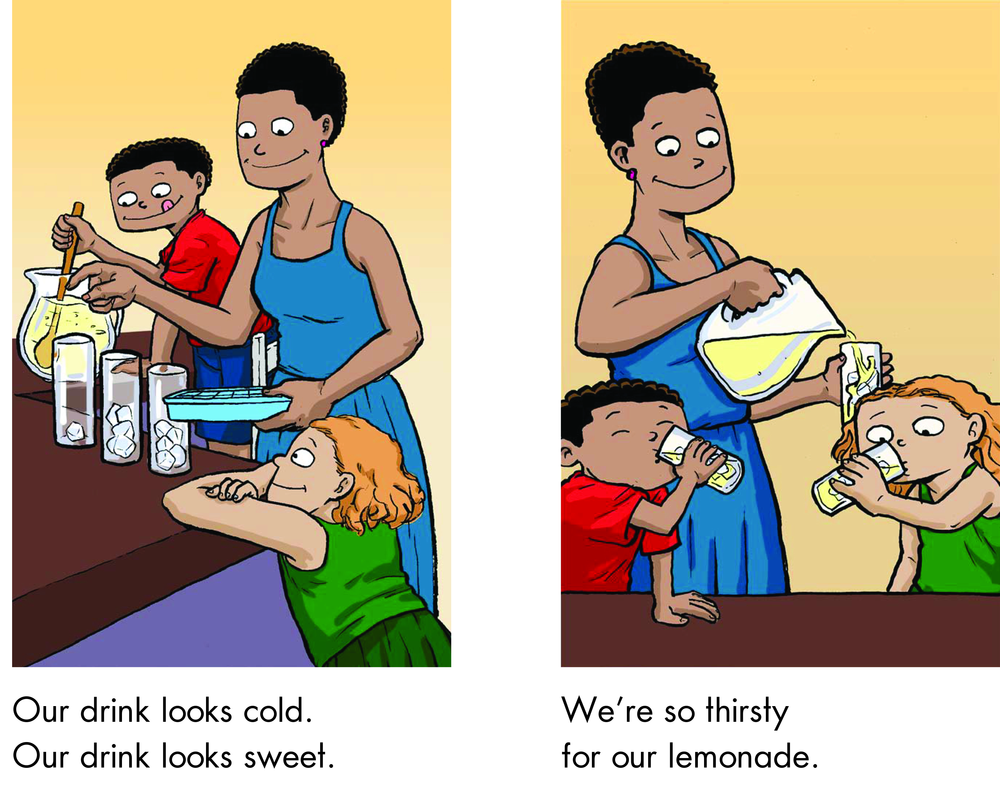 Our drink looks cold.
Our drink looks sweet.
We’re so thirsty
for our lemonade.